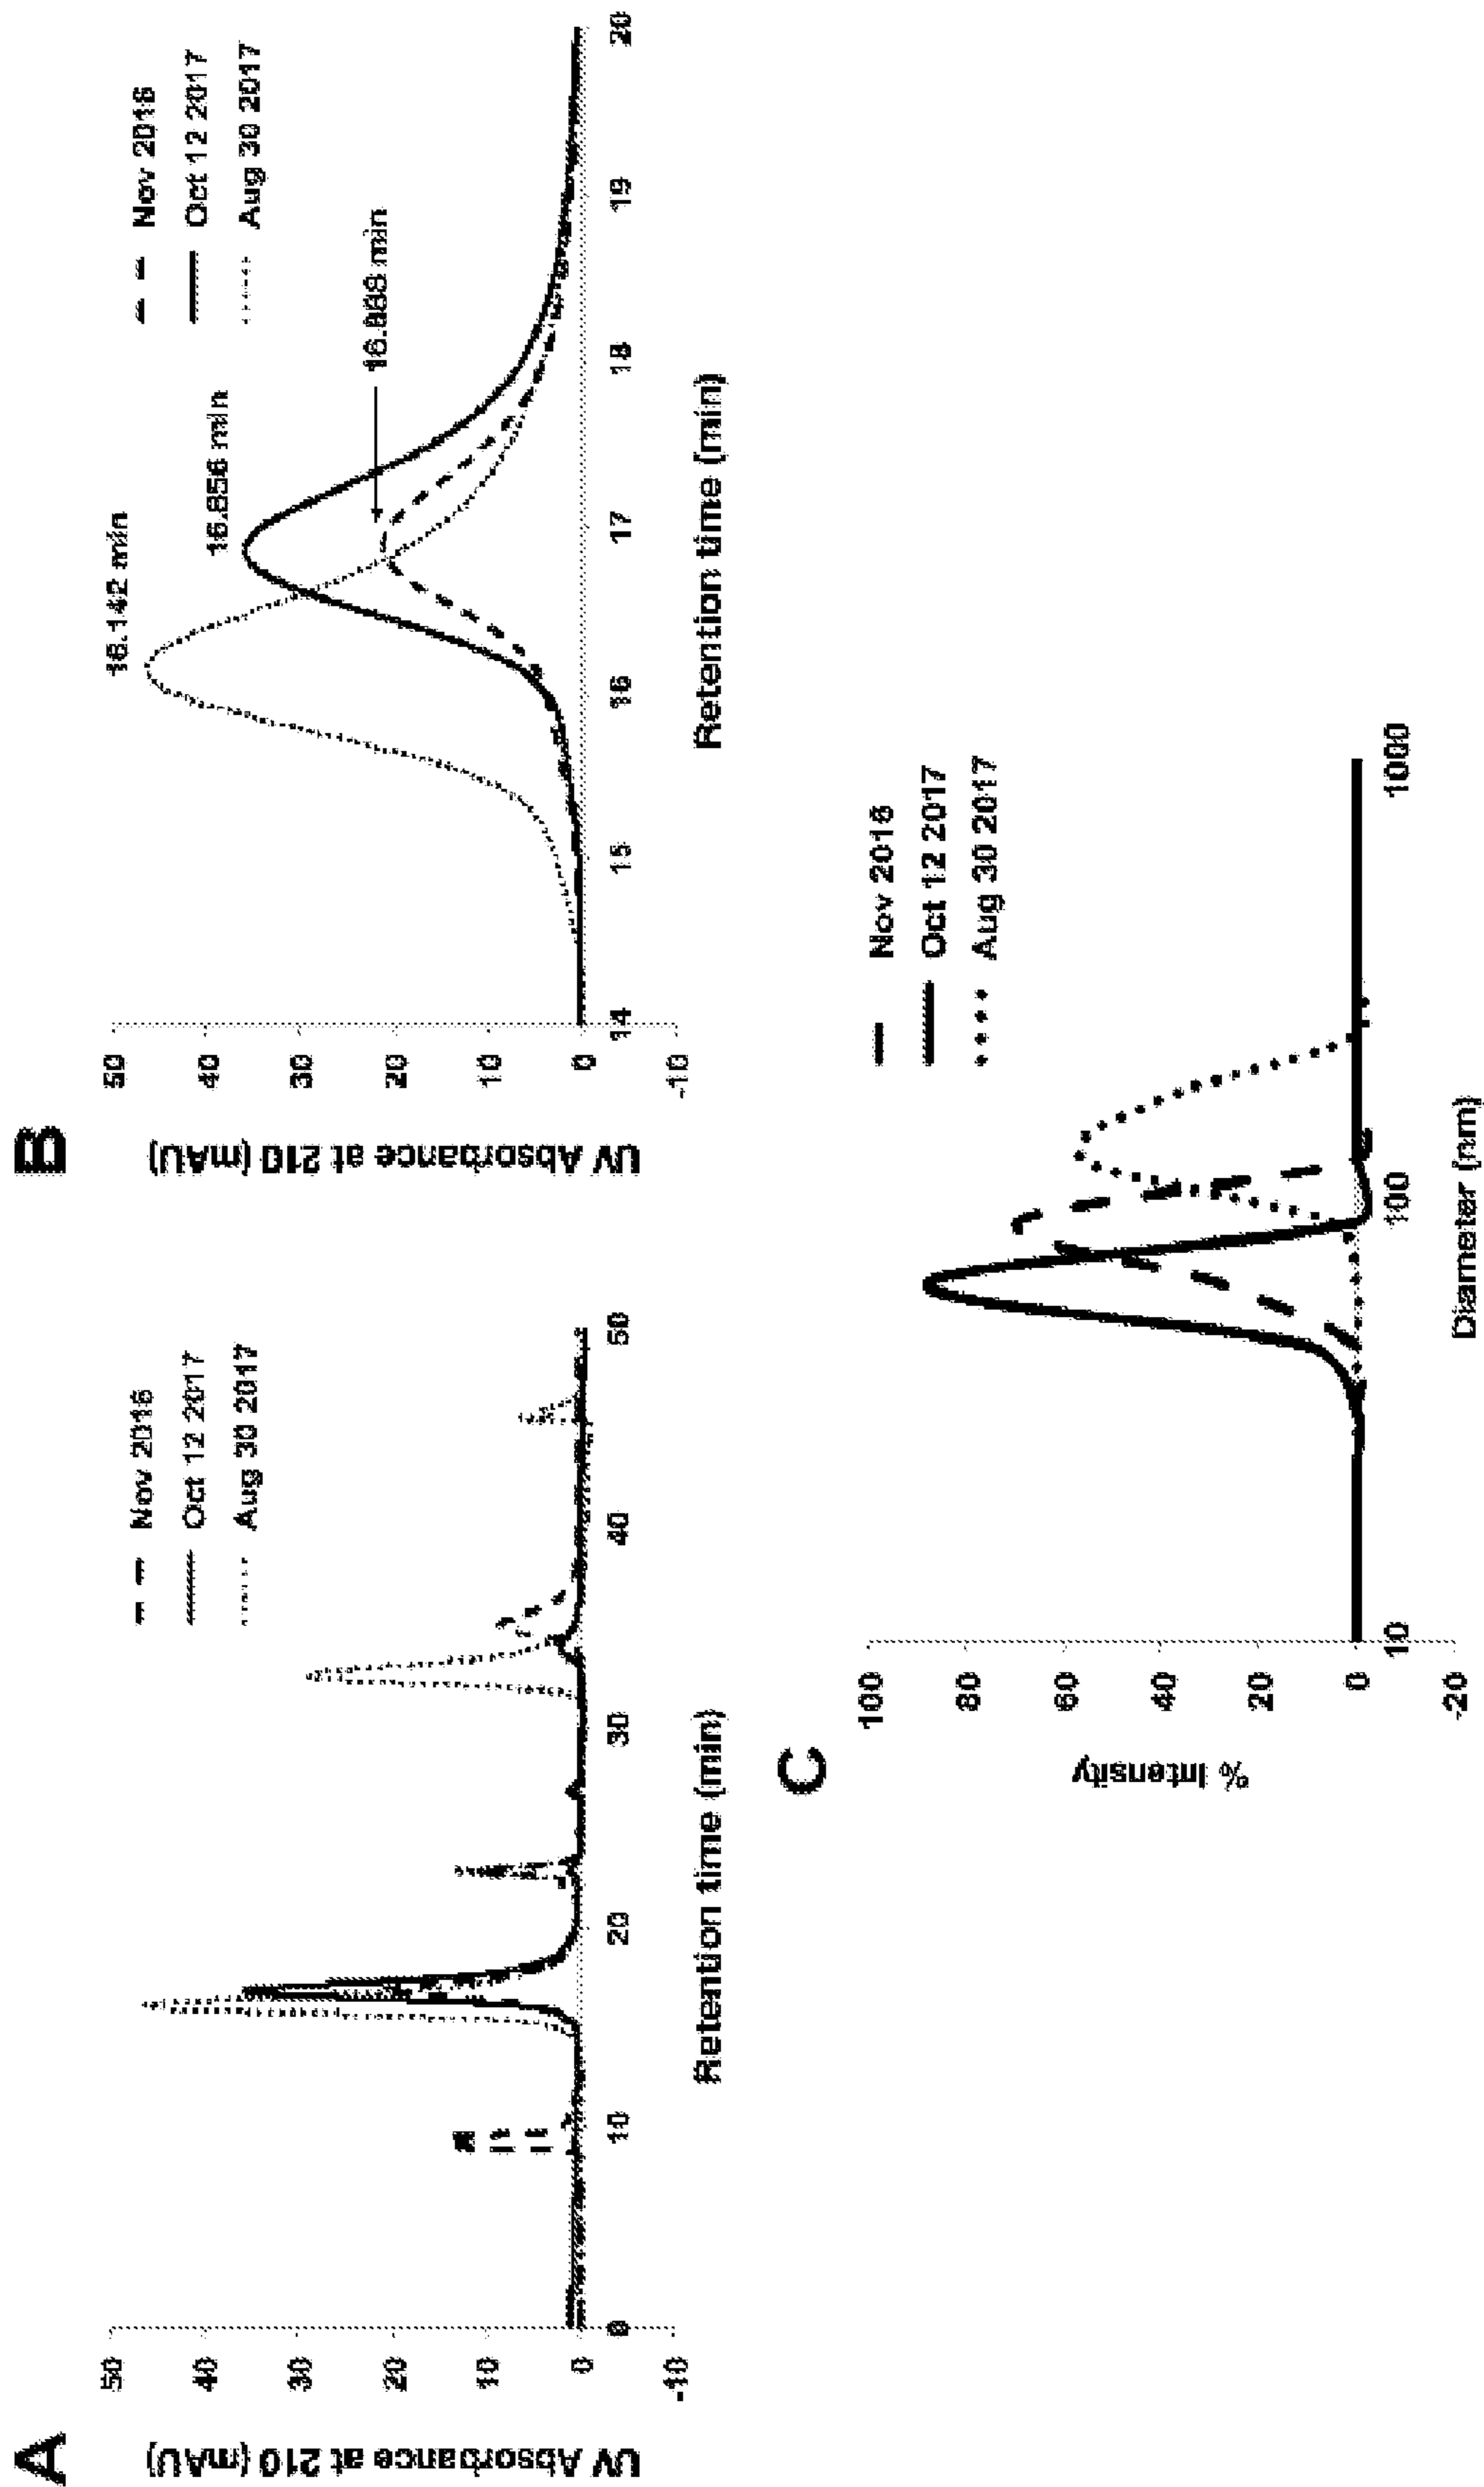 A
UV Absorbance at 210 (mAU)
50
40
30
20
10
0
-10
0
10
20
30
40
50
Retention time (min)
Nov 2016
Oct 12 2017
Aug 30 2017
B
UV Absorbance at 210 (mAU)
50
40
30
20
10
0
-10
14
15
16
17
18
19
20
Retention time (min)
16.142 min
16.856 min
16.888 min
Nov 2016
Oct 12 2017
Aug 30 2017
C
% Intensity
100
80
60
40
20
0
-20
10
100
1000
Diameter (nm)
Nov 2016
Oct 12 2017
Aug 30 2017